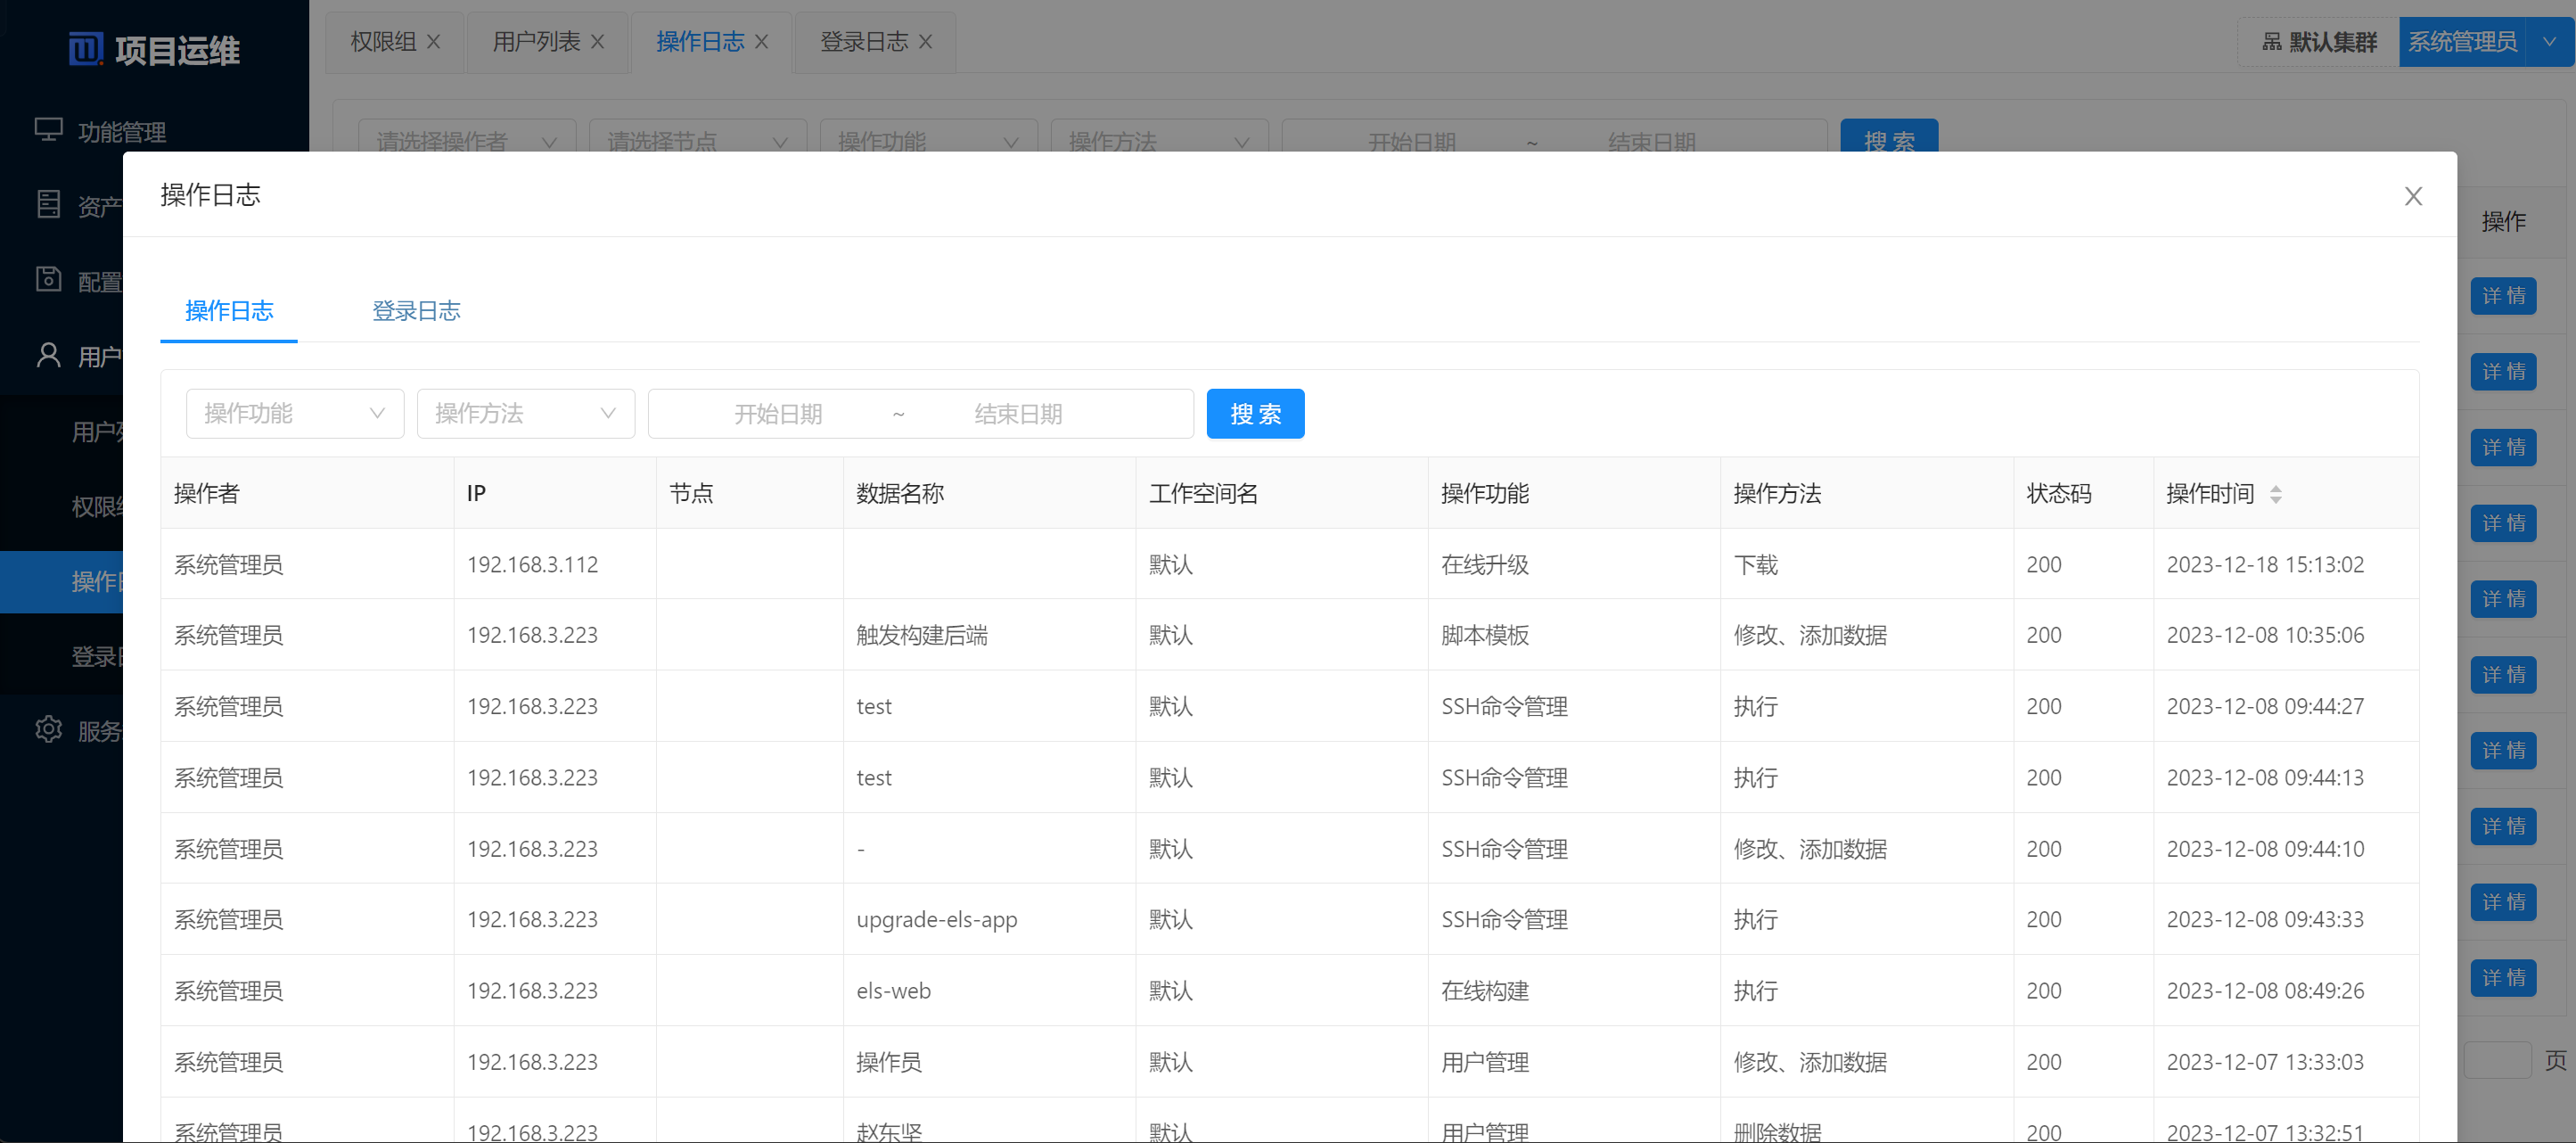 项目运维
权限组 用户列表 操作日志 登录日志 默认集群 系统管理员
功能管理
请选择操作者 请选择节点 操作功能 操作方法 开始日期 ~ 结束日期 搜 索
资产
配置
用户
用户列
权限组
操作日
登录日
服务
操作
详 情
详 情
详 情
详 情
详 情
详 情
详 情
详 情
详 情
详 情
页
操作日志
操作日志 登录日志
操作功能 操作方法 开始日期 ~ 结束日期 搜 索
操作者 IP 节点 数据名称 工作空间名 操作功能 操作方法 状态码 操作时间
系统管理员 192.168.3.112 默认 在线升级 下载 200 2023-12-18 15:13:02
系统管理员 192.168.3.223 触发构建后端 默认 脚本模板 修改、添加数据 200 2023-12-08 10:35:06
系统管理员 192.168.3.223 test 默认 SSH命令管理 执行 200 2023-12-08 09:44:27
系统管理员 192.168.3.223 test 默认 SSH命令管理 执行 200 2023-12-08 09:44:13
系统管理员 192.168.3.223 - 默认 SSH命令管理 修改、添加数据 200 2023-12-08 09:44:10
系统管理员 192.168.3.223 upgrade-els-app 默认 SSH命令管理 执行 200 2023-12-08 09:43:33
系统管理员 192.168.3.223 els-web 默认 在线构建 执行 200 2023-12-08 08:49:26
系统管理员 192.168.3.223 操作员 默认 用户管理 修改、添加数据 200 2023-12-07 13:33:03
系统管理员 192.168.3.223 赵东坚 默认 用户管理 删除数据 200 2023-12-07 13:32:51